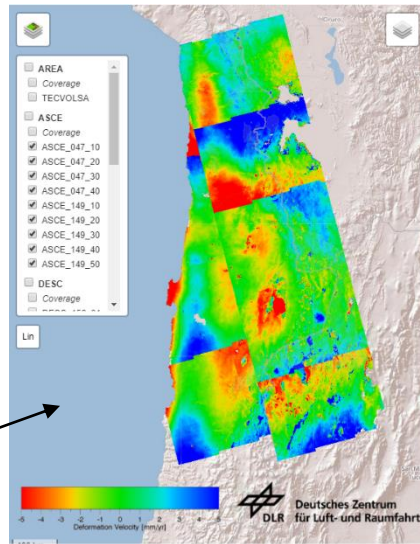 AREA
Coverage
TECVOLSA
ASCE
Coverage
ASCE_047_10
ASCE_047_20
ASCE_047_30
ASCE_047_40
ASCE_149_10
ASCE_149_20
ASCE_149_30
ASCE_149_40
ASCE_149_50
DESC
Coverage
Lin
-5 -4 -3 -2 -1 0 1 2 3 4 5
Deformation Velocity [mm/yr]
DLR
Deutsches Zentrum
für Luft- und Raumfahrt